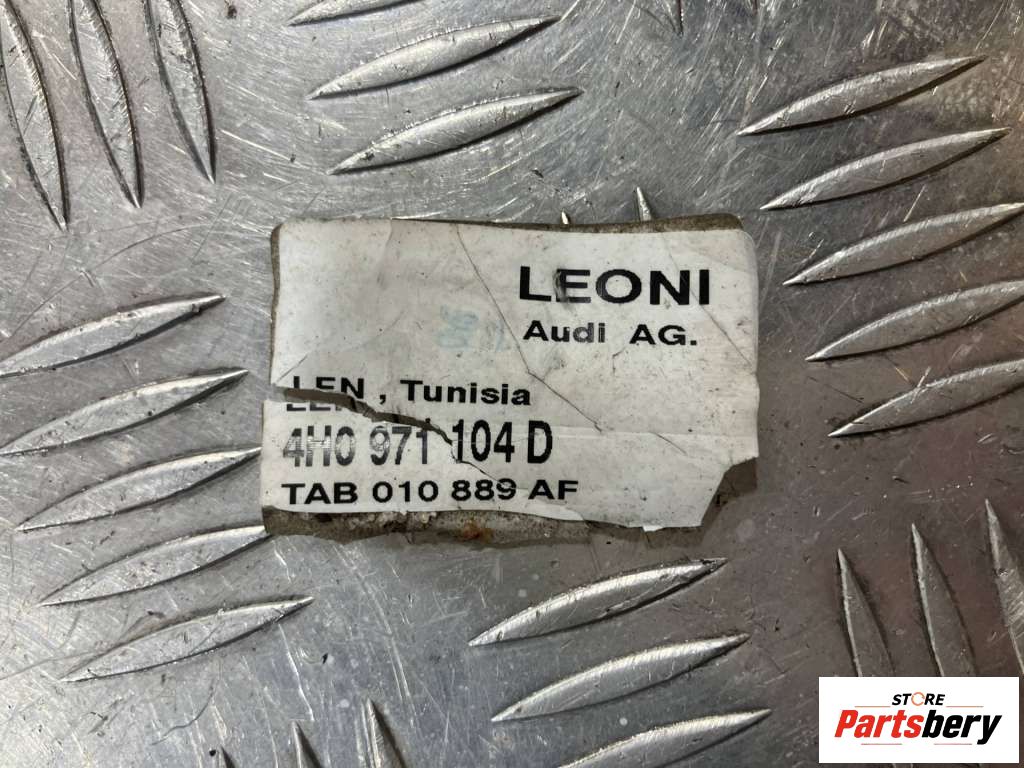 LEONI
Audi AG.
LEN , Tunisia
4H0 971 104 D
TAB 010 889 AF
STORE
Partsbery